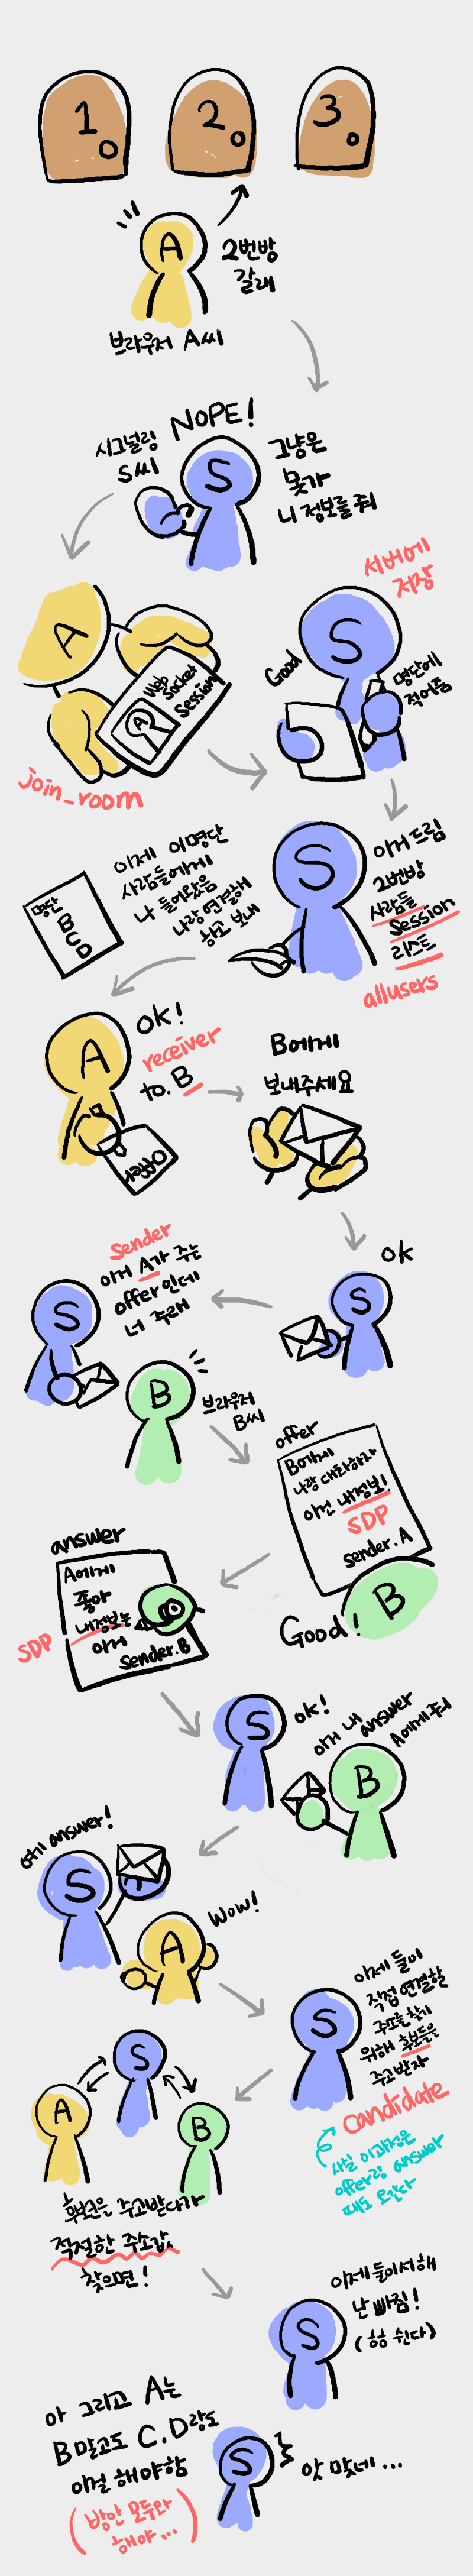 1
2
3
A
2번방
갈래
브라우저 A씨
시그널링
S씨
NOPE!
S
그냥은
못가
니 정보를 줘
A
Web
Socket
Session
A
join_room
서버에
저장
Good
S
명단에
적어줌
명단
B
C
D
이제 이명단
사람들에게
나 들어왔음
나랑 연결해
하고 보내
S
이거 드림
2번방
사람들
Session
리스트
allusers
A
OK!
receiver
to. B
offer
B에게
보내주세요
ok
S
Sender
이거 A가 주는
offer 인데
너 주래
S
B
브라우저
B씨
offer
B에게
나랑 대화하자
이건 내정보!
SDP
sender. A
Good!
B
answer
A에게
좋아
내정보는
이거
Sender. B
SDP
S
ok!
이거 내 answer
A에게 줘
B
여기 answer!
S
A
Wow!
S
이제 둘이
직접 연결할
주소를 찾기
위해 후보들을
주고받자
candidate
사실 이과정은
offer랑 answer
때도 오간다
S
A
B
후보군을 주고받다가
적절한 주소값
찾으면!
S
이제 둘이서해
난 빠짐!
(흠 쉰다)
아 그리고 A는
B말고도 C, D랑도
이걸 해야함
(방안 모두와
해야...)
S
앗 맞네...